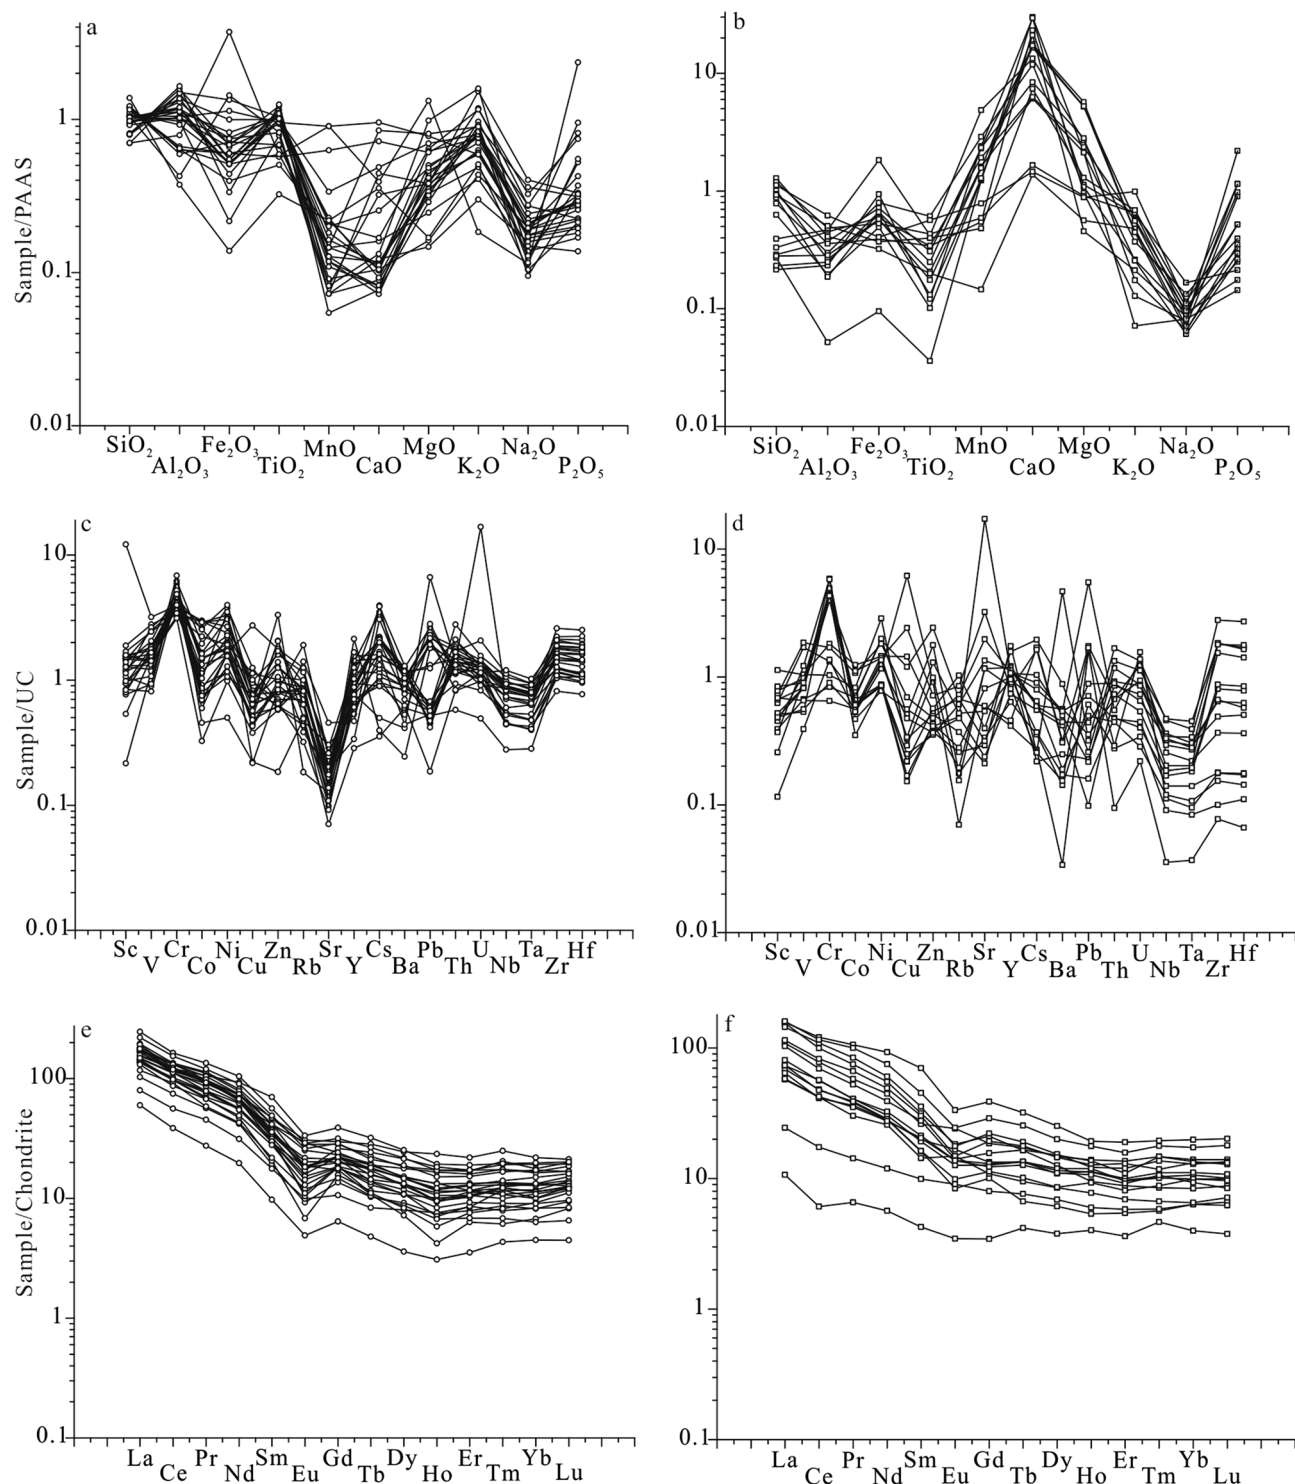 a
1
0.1
0.01
Sample/PAAS
SiO₂ Fe₂O₃ MnO MgO Na₂O
Al₂O₃ TiO₂ CaO K₂O P₂O₅
b
10
1
0.1
0.01
SiO₂ Fe₂O₃ MnO MgO Na₂O
Al₂O₃ TiO₂ CaO K₂O P₂O₅
c
10
1
0.1
0.01
Sample/UC
Sc Cr Ni Zn Sr Cs Pb U Ta Hf
V Co Cu Rb Y Ba Th Nb Zr
d
10
1
0.1
0.01
Sc Cr Ni Zn Sr Cs Pb U Ta Hf
V Co Cu Rb Y Ba Th Nb Zr
e
100
10
1
0.1
Sample/Chondrite
La Pr Sm Gd Dy Er Yb
Ce Nd Eu Tb Ho Tm Lu
f
100
10
1
0.1
La Pr Sm Gd Dy Er Yb
Ce Nd Eu Tb Ho Tm Lu